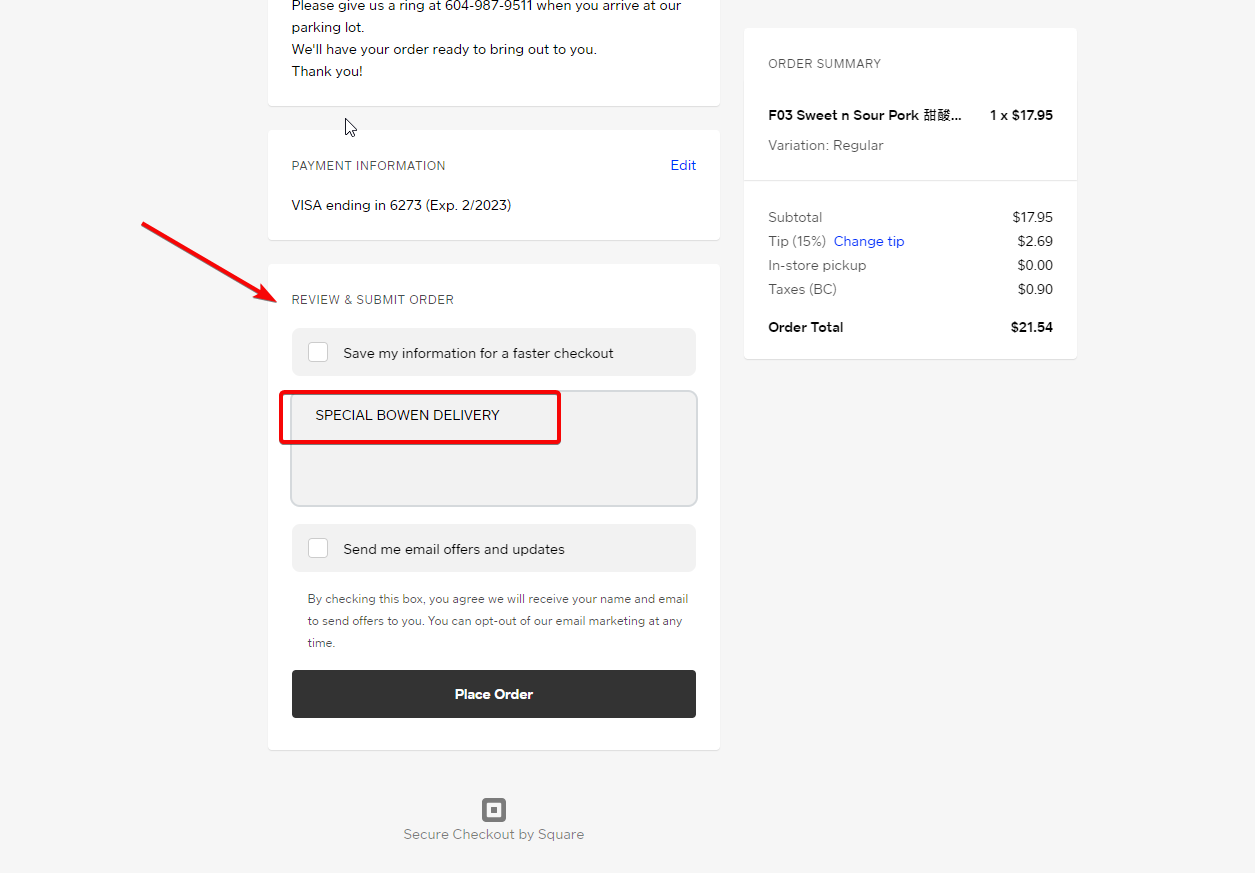 Please give us a ring at 604-987-9511 when you arrive at our
parking lot.
We'll have your order ready to bring out to you.
Thank you!
PAYMENT INFORMATION
Edit
VISA ending in 6273 (Exp. 2/2023)
REVIEW & SUBMIT ORDER
Save my information for a faster checkout
SPECIAL BOWEN DELIVERY
Send me email offers and updates
By checking this box, you agree we will receive your name and email
to send offers to you. You can opt-out of our email marketing at any
time.
Place Order
Secure Checkout by Square
ORDER SUMMARY
F03 Sweet n Sour Pork 甜酸... 1 x $17.95
Variation: Regular
Subtotal $17.95
Tip (15%) Change tip $2.69
In-store pickup $0.00
Taxes (BC) $0.90
Order Total $21.54